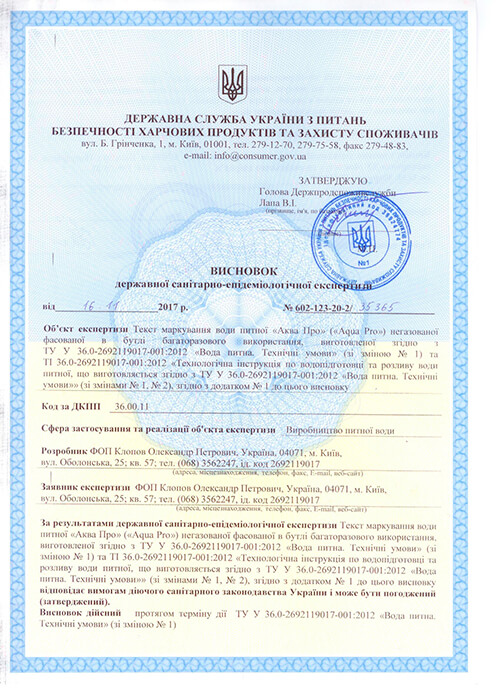 ДЕРЖАВНА СЛУЖБА УКРАЇНИ З ПИТАНЬ
БЕЗПЕЧНОСТІ ХАРЧОВИХ ПРОДУКТІВ ТА ЗАХИСТУ СПОЖИВАЧІВ
вул. Б. Грінченка, 1, м. Київ, 01001, тел. 279-12-70, 279-75-58, факс 279-48-83,
e-mail: info@consumer.gov.ua
ЗАТВЕРДЖУЮ
Голова Держпродспоживслужби
Лапа В.І.
(прізвище, ім'я, по
№1
ВИСНОВОК
державної санітарно-епідеміологічної експертизи
від 16.11 2017 р. № 602-123-20-2/ 35365
Об'єкт експертизи Текст маркування води питної «Аква Про» («Aqua Pro») негазованої
фасованої в бутлі багаторазового використання, виготовленої згідно з
ТУ У 36.0-2692119017-001:2012 «Вода питна. Технічні умови» (зі зміною № 1) та
ТІ 36.0-2692119017-001:2012 «Технологічна інструкція по водопідготовці та розливу води
питної, що виготовляється згідно з ТУ У 36.0-2692119017-001:2012 «Вода питна. Технічні
умови»» (зі змінами № 1, № 2), згідно з додатком № 1 до цього висновку
Код за ДКПП 36.00.11
Сфера застосування та реалізації об'єкта експертизи Виробництво питної води
Розробник ФОП Клопов Олександр Петрович, Україна, 04071, м. Київ,
вул. Оболонська, 25; кв. 57; тел. (068) 3562247, ід. код 2692119017
(адреса, місцезнаходження, телефон, факс, E-mail, веб-сайт)
Заявник експертизи ФОП Клопов Олександр Петрович, Україна, 04071, м. Київ,
вул. Оболонська, 25; кв. 57; тел. (068) 3562247, ід. код 2692119017
(адреса, місцезнаходження, телефон, факс, E-mail, веб-сайт)
За результатами державної санітарно-епідеміологічної експертизи Текст маркування води
питної «Аква Про» («Aqua Pro») негазованої фасованої в бутлі багаторазового використання,
виготовленої згідно з ТУ У 36.0-2692119017-001:2012 «Вода питна. Технічні умови» (зі
зміною № 1) та ТІ 36.0-2692119017-001:2012 «Технологічна інструкція по водопідготовці та
розливу води питної, що виготовляється згідно з ТУ У 36.0-2692119017-001:2012 «Вода
питна. Технічні умови»» (зі змінами № 1, № 2), згідно з додатком № 1 до цього висновку
відповідає вимогам діючого санітарного законодавства України і може бути погоджений
(затверджений).
Висновок дійсний протягом терміну дії ТУ У 36.0-2692119017-001:2012 «Вода питна.
Технічні умови» (зі зміною № 1)